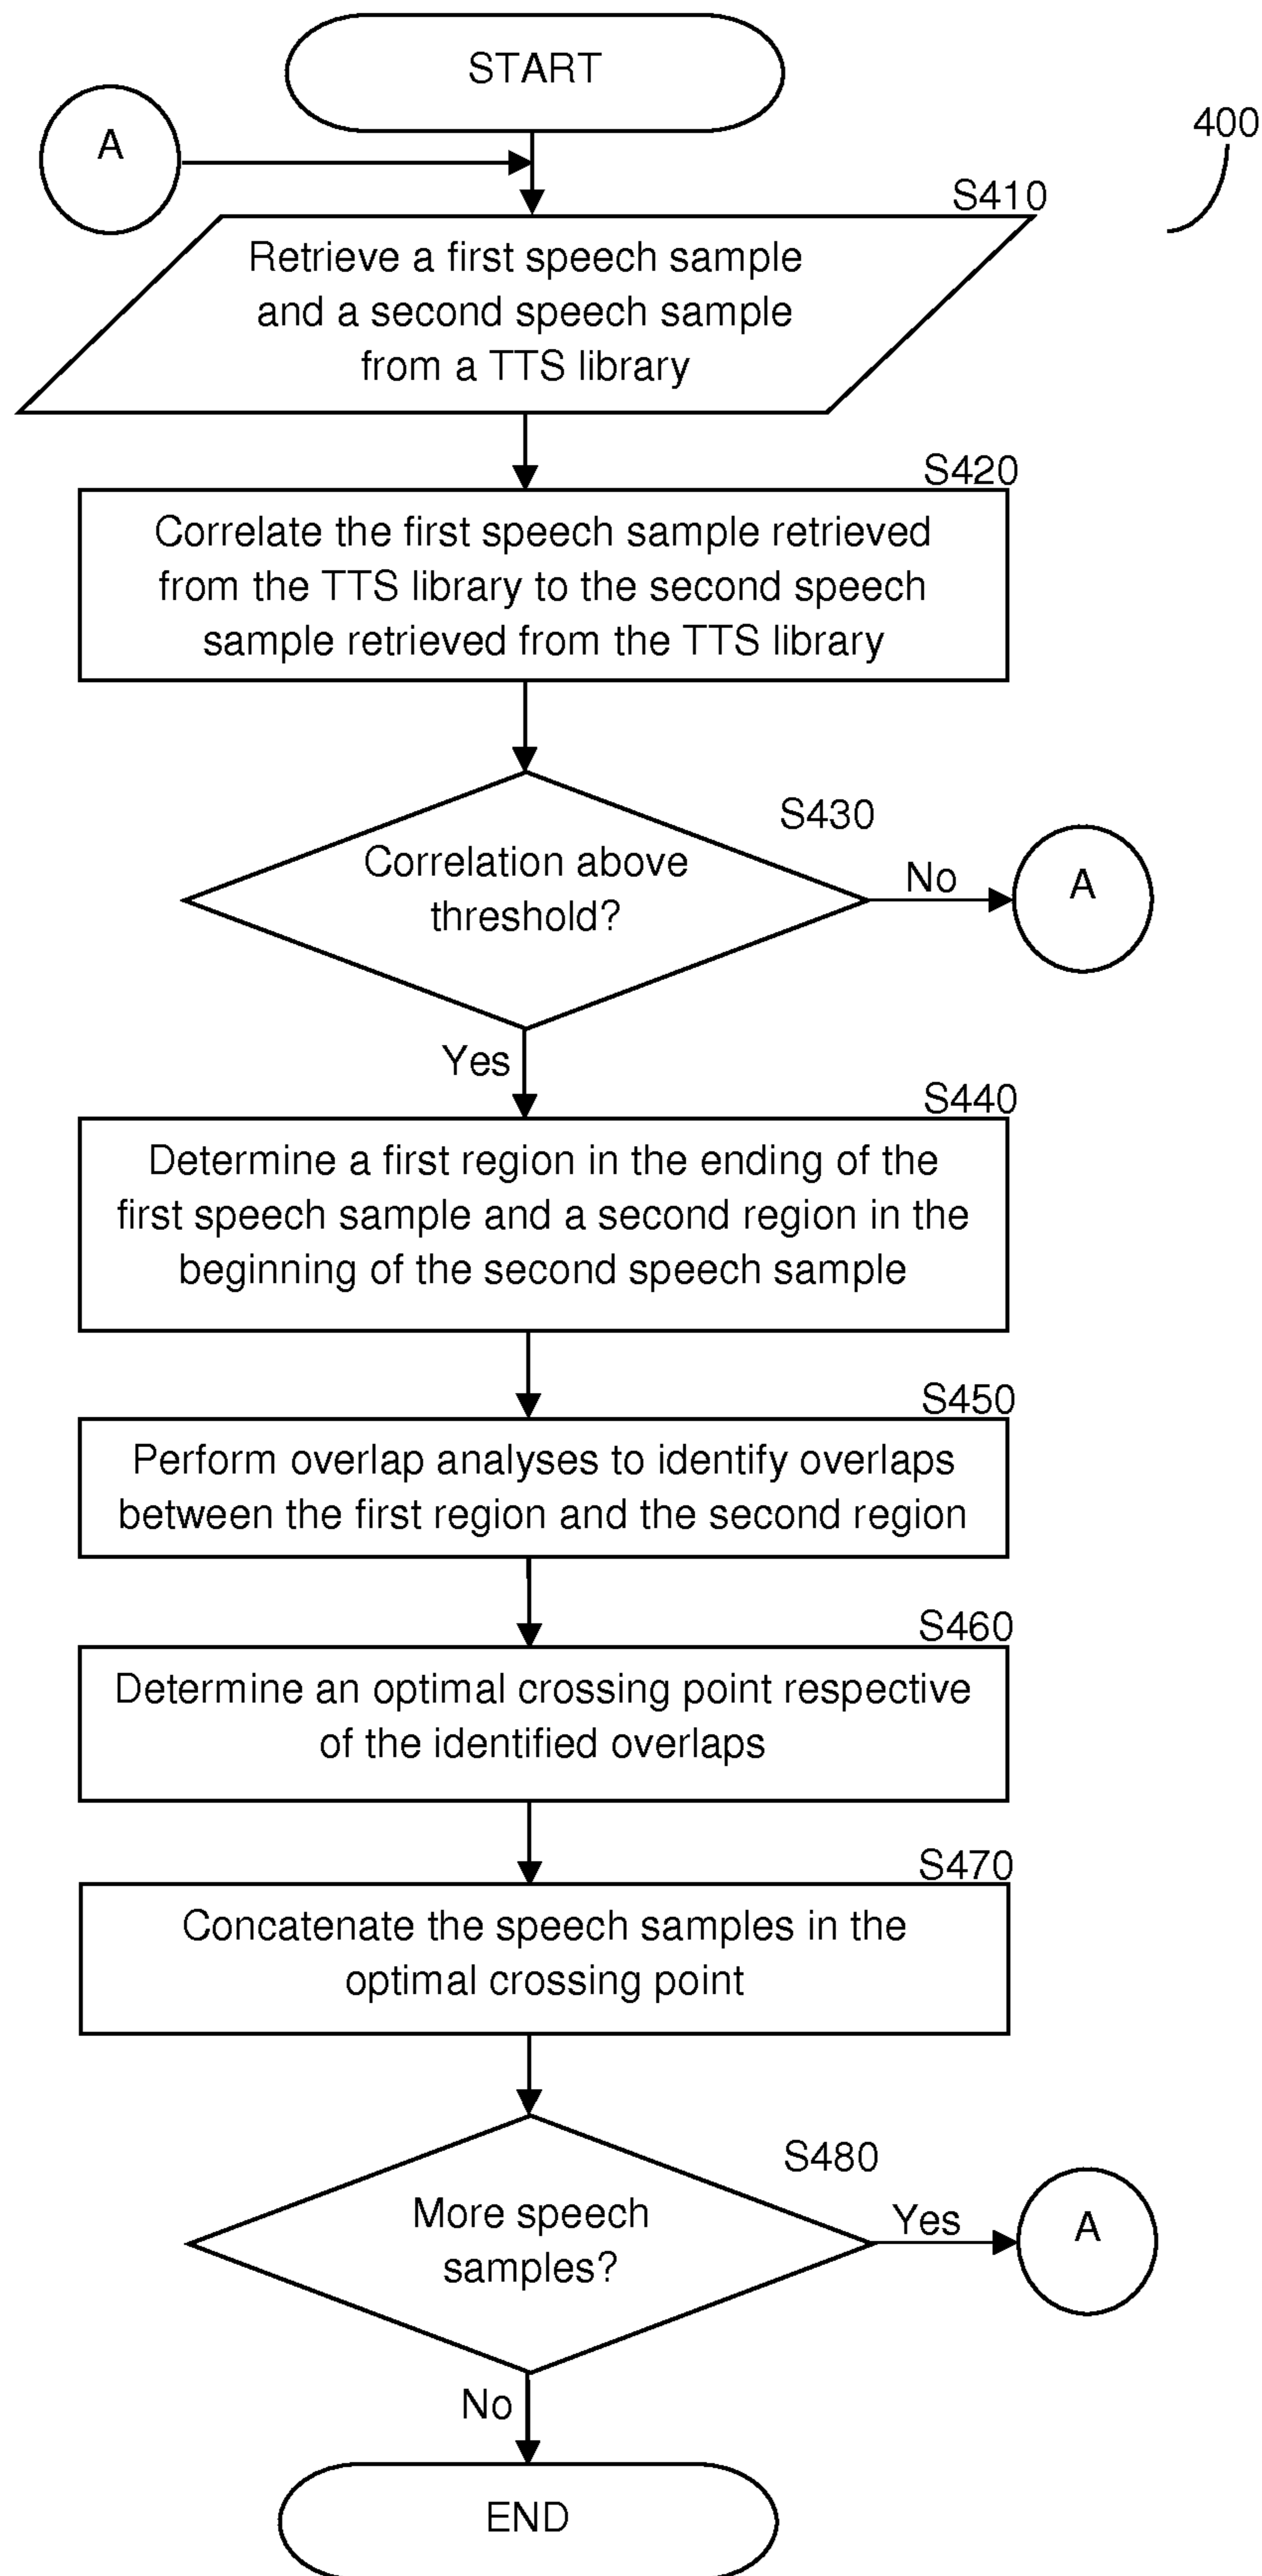 START
A
400
S410
Retrieve a first speech sample
and a second speech sample
from a TTS library
S420
Correlate the first speech sample retrieved
from the TTS library to the second speech
sample retrieved from the TTS library
S430
Correlation above
threshold?
No
A
Yes
S440
Determine a first region in the ending of the
first speech sample and a second region in the
beginning of the second speech sample
S450
Perform overlap analyses to identify overlaps
between the first region and the second region
S460
Determine an optimal crossing point respective
of the identified overlaps
S470
Concatenate the speech samples in the
optimal crossing point
S480
More speech
samples?
Yes
A
No
END